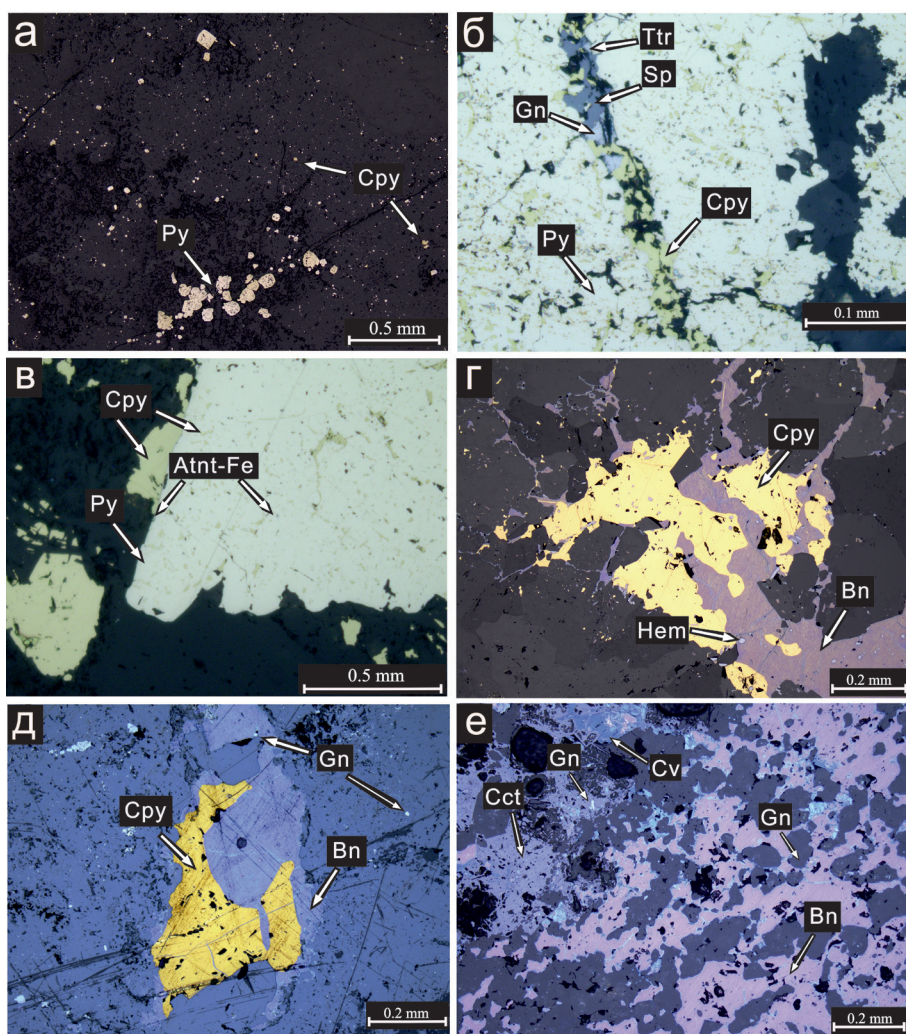 а
Cpy
Py
0.5 mm
б
Ttr
Sp
Gn
Cpy
Py
0.1 mm
в
Cpy
Atnt-Fe
Py
0.5 mm
г
Cpy
Bn
Hem
0.2 mm
д
Gn
Cpy
Bn
0.2 mm
е
Gn
Cv
Cct
Gn
Bn
0.2 mm